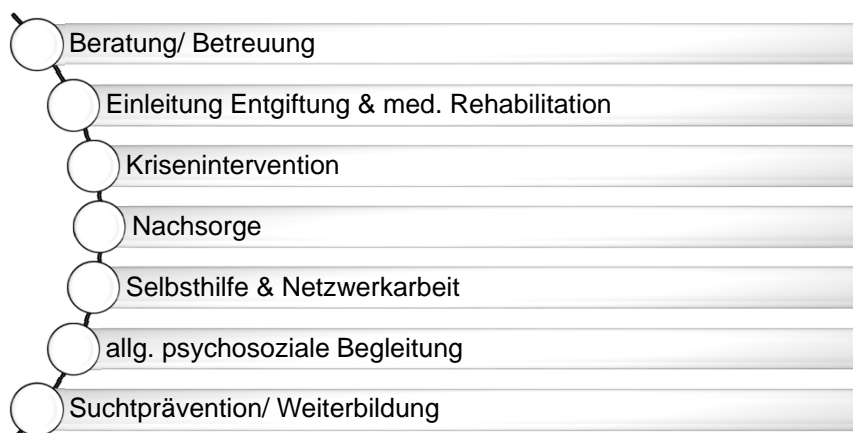 Beratung/ Betreuung
Einleitung Entgiftung & med. Rehabilitation
Krisenintervention
Nachsorge
Selbsthilfe & Netzwerkarbeit
allg. psychosoziale Begleitung
Suchtprävention/ Weiterbildung